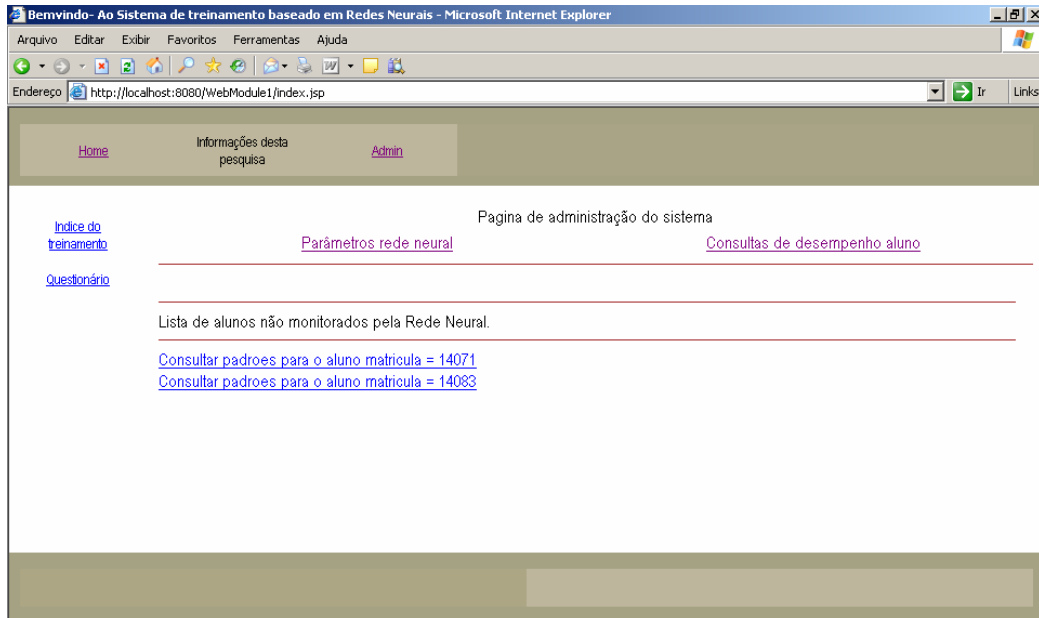 Bemvindo- Ao Sistema de treinamento baseado em Redes Neurais - Microsoft Internet Explorer
Arquivo Editar Exibir Favoritos Ferramentas Ajuda
Endereço http://localhost:8080/WebModule1/index.jsp Ir Links
Home Informações desta pesquisa Admin
Pagina de administração do sistema
Indice do treinamento
Parâmetros rede neural Consultas de desempenho aluno
Questionário
Lista de alunos não monitorados pela Rede Neural.
Consultar padroes para o aluno matricula = 14071
Consultar padroes para o aluno matricula = 14083